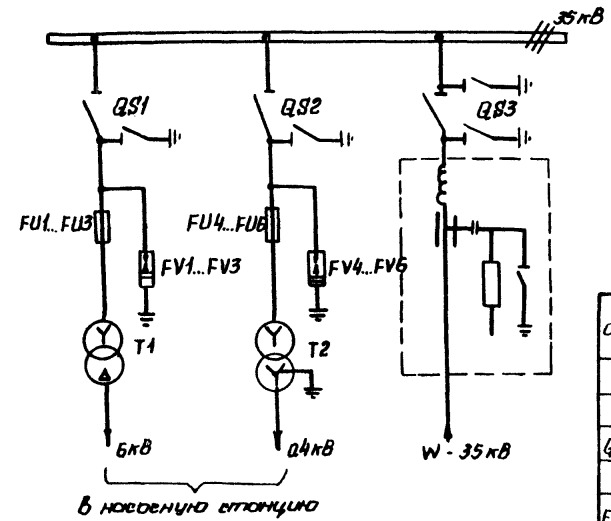 35кВ
QS1
QS2
QS3
FU1...FU3
FU4...FU6
FV1...FV3
FV4...FV6
T1
T2
6кВ
0,4кВ
W - 35кВ
В насосную станцию